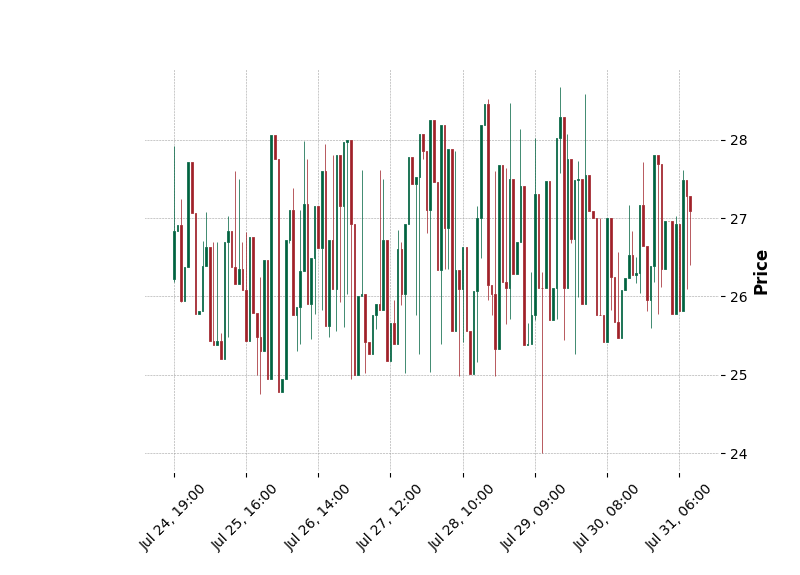 28
27
26
25
24
Price
Jul 24, 19:00
Jul 25, 16:00
Jul 26, 14:00
Jul 27, 12:00
Jul 28, 10:00
Jul 29, 09:00
Jul 30, 08:00
Jul 31, 06:00